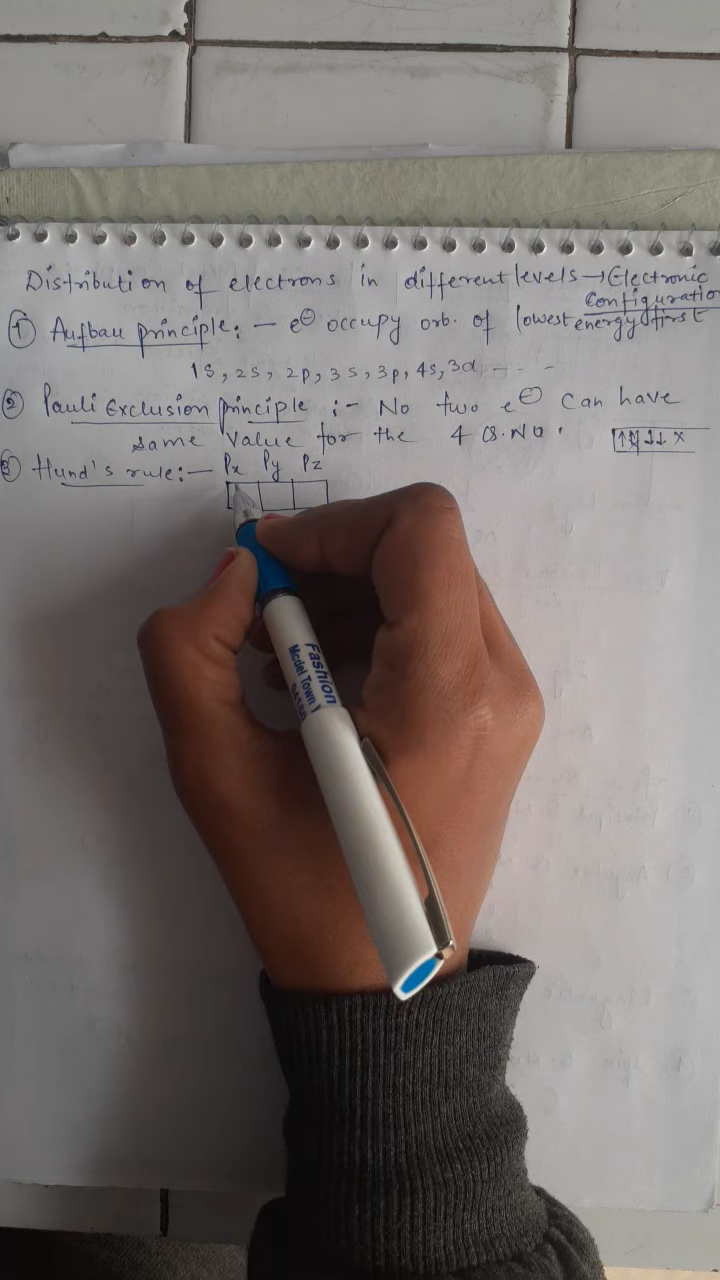 Distribution of electrons in different levels → Electronic
Configuration
① Aufbau principle: – e⊖ occupy orb. of lowest energy first
1s, 2s, 2p, 3s, 3p, 4s, 3d - - -
② Pauli Exclusion principle :- No two e⊖ can have
same value for the 4 Q.NO.
③ Hund's rule:– Px Py Pz
Fashion
Model Town